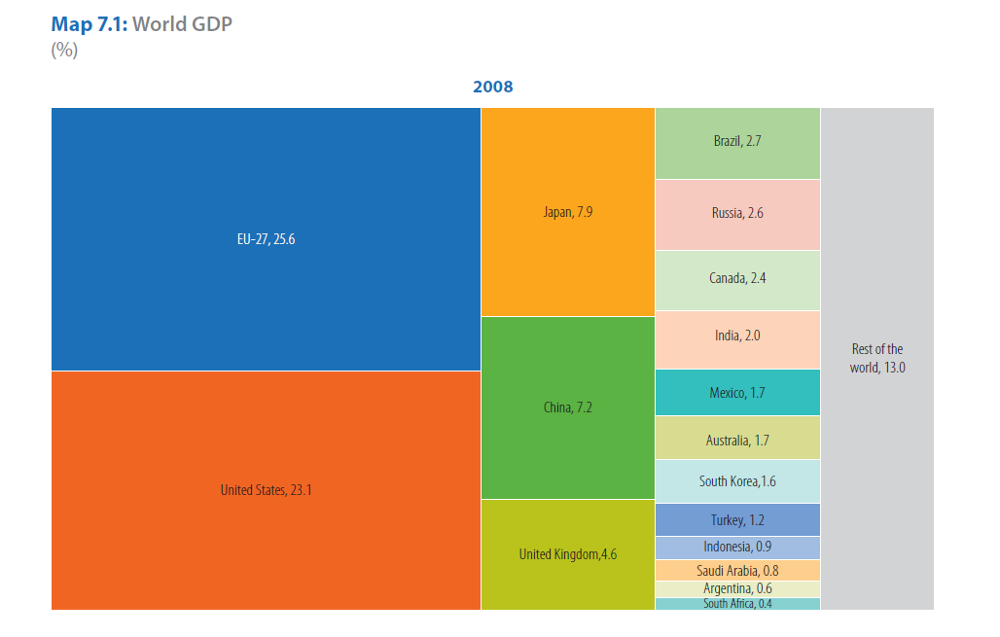 Map 7.1: World GDP
(%)
2008
EU-27, 25.6
United States, 23.1
Japan, 7.9
China, 7.2
United Kingdom,4.6
Brazil, 2.7
Russia, 2.6
Canada, 2.4
India, 2.0
Mexico, 1.7
Australia, 1.7
South Korea,1.6
Turkey, 1.2
Indonesia, 0.9
Saudi Arabia, 0.8
Argentina, 0.6
South Africa, 0.4
Rest of the
world, 13.0